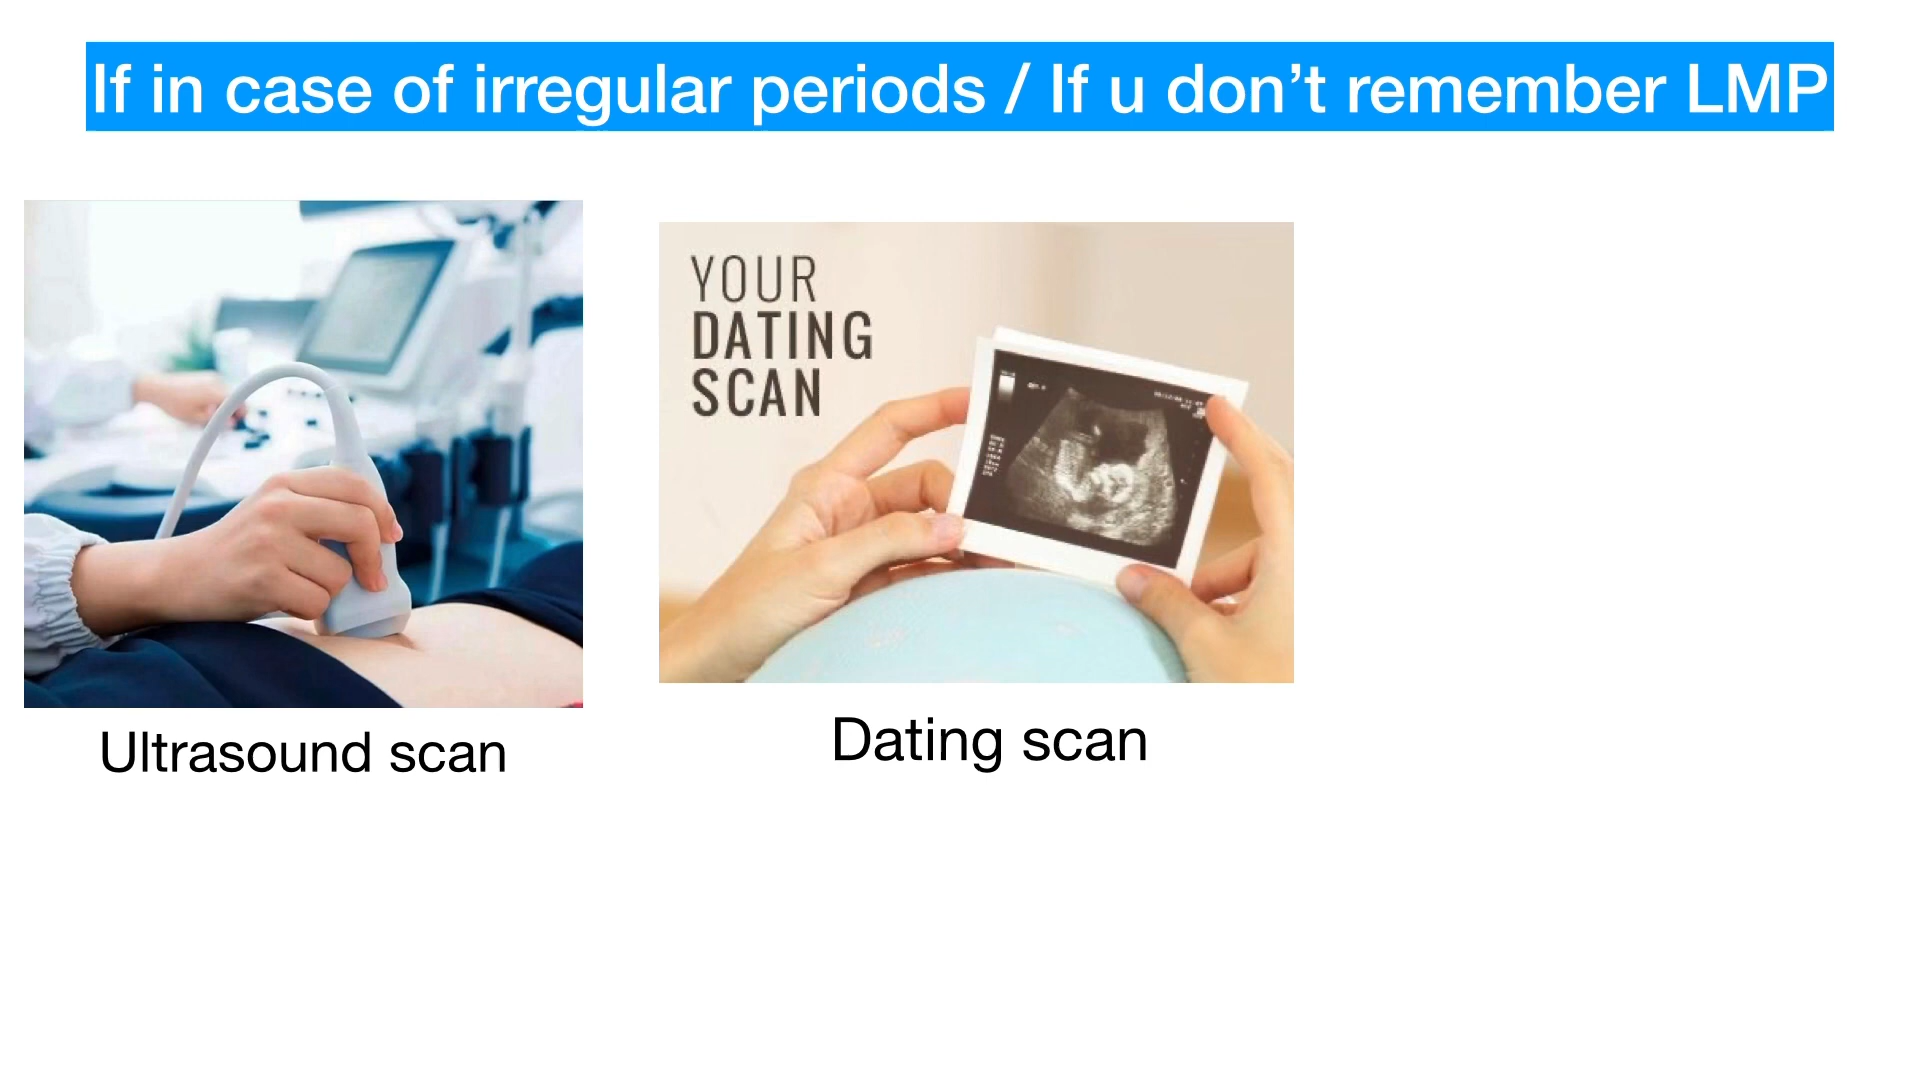 If in case of irregular periods / If u don’t remember LMP
YOUR
DATING
SCAN
Ultrasound scan
Dating scan